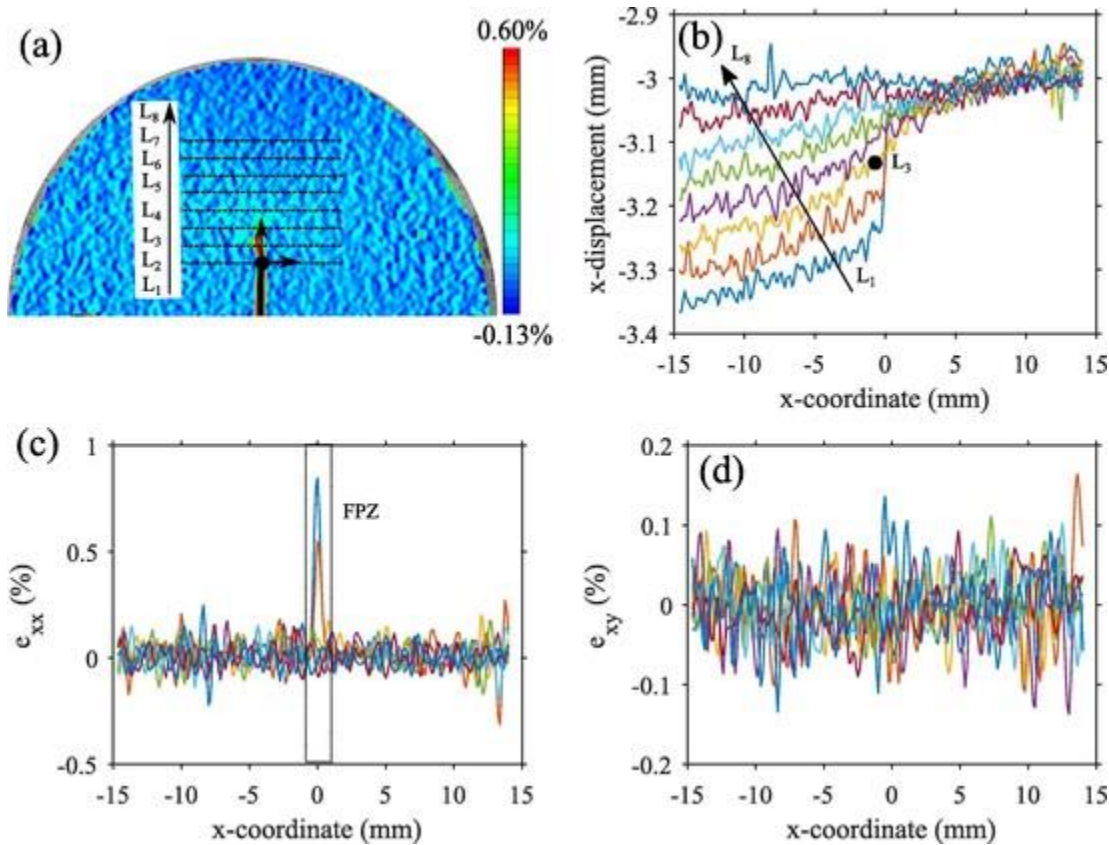 (a)
0.60%
L8
L7
L6
L5
L4
L3
L2
L1
-0.13%
(b)
-2.9
-3
-3.1
-3.2
-3.3
-3.4
x-displacement (mm)
L8
L3
L1
-15 -10 -5 0 5 10 15
x-coordinate (mm)
(c)
1
0.5
0
-0.5
e xx (%)
FPZ
-15 -10 -5 0 5 10 15
x-coordinate (mm)
(d)
0.2
0.1
0
-0.1
-0.2
e xy (%)
-15 -10 -5 0 5 10 15
x-coordinate (mm)